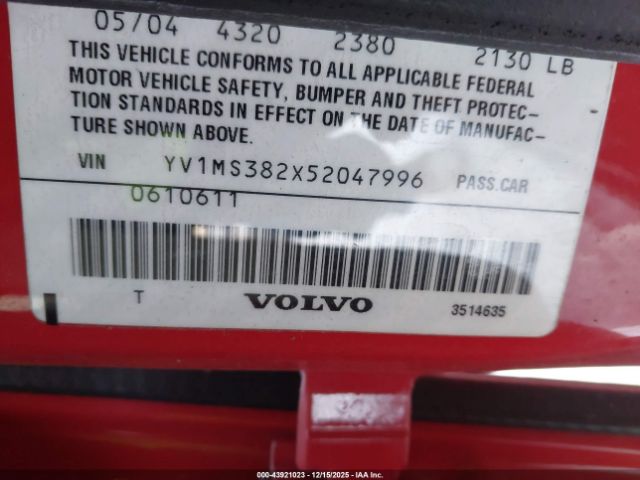 05/04 4320 2380 2130 LB
THIS VEHICLE CONFORMS TO ALL APPLICABLE FEDERAL
MOTOR VEHICLE SAFETY, BUMPER AND THEFT PROTEC-
TION STANDARDS IN EFFECT ON THE DATE OF MANUFAC-
TURE SHOWN ABOVE.
VIN YV1MS382X52047996 PASS.CAR
0610611
T VOLVO 3514635
000-43921023 - 12/15/2025 - © IAA, Inc.